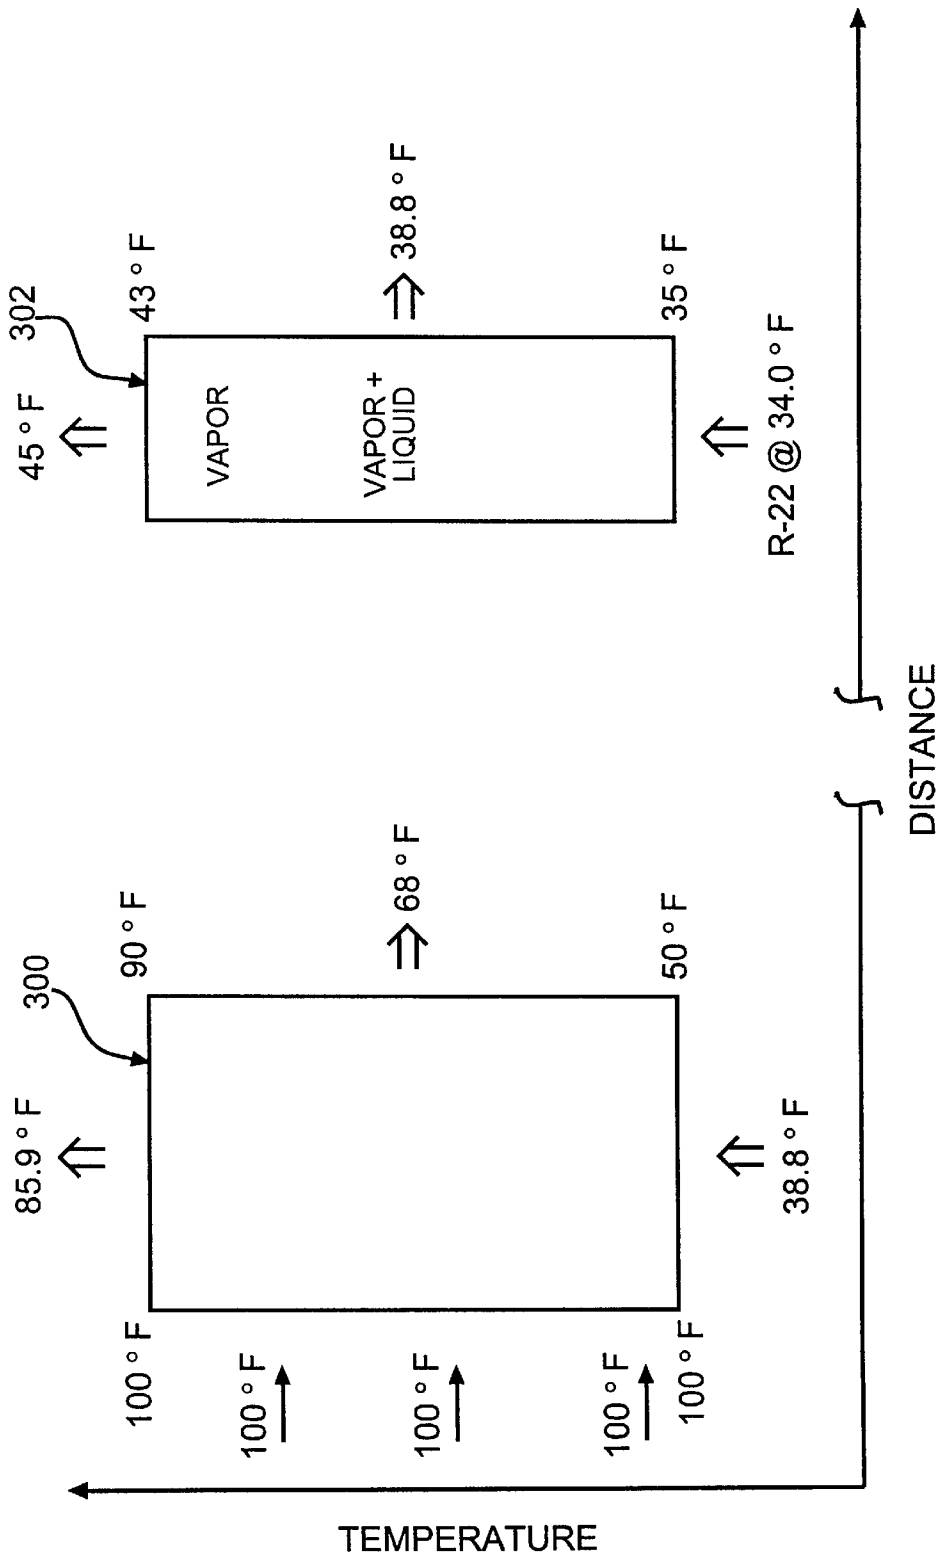 85.9 ° F
300
45 ° F
302
100 ° F
90 ° F
43 ° F
VAPOR
100 ° F
VAPOR +
LIQUID
68 ° F
38.8 ° F
100 ° F
100 ° F
100 ° F
50 ° F
35 ° F
38.8 ° F
R-22 @ 34.0 ° F
TEMPERATURE
DISTANCE